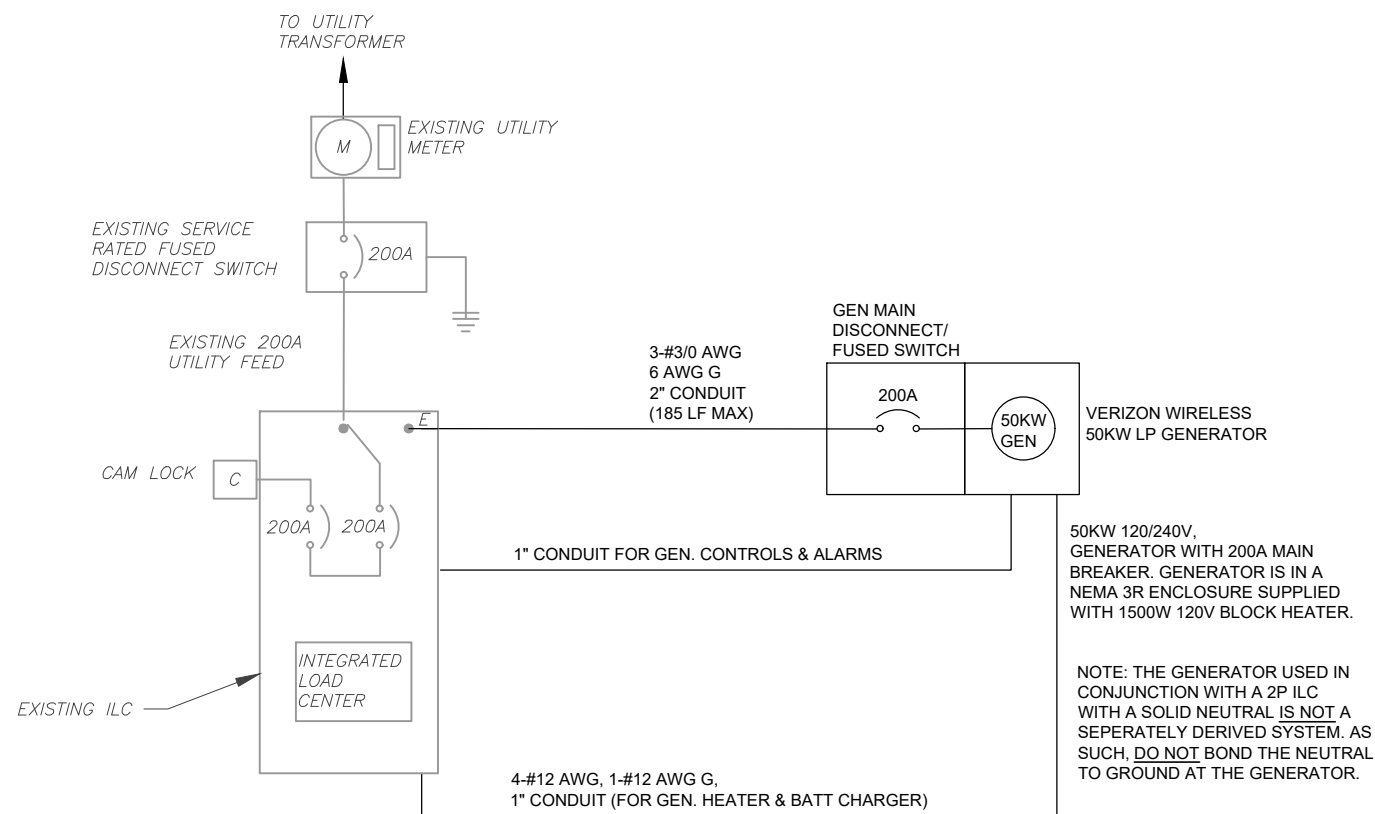 TO UTILITY
TRANSFORMER
EXISTING UTILITY
METER
M
EXISTING SERVICE
RATED FUSED
DISCONNECT SWITCH
200A
EXISTING 200A
UTILITY FEED
GEN MAIN
DISCONNECT/
FUSED SWITCH
3-#3/0 AWG
6 AWG G
2" CONDUIT
(185 LF MAX)
200A
50KW
GEN
VERIZON WIRELESS
50KW LP GENERATOR
E
CAM LOCK
C
200A
200A
1" CONDUIT FOR GEN. CONTROLS & ALARMS
50KW 120/240V,
GENERATOR WITH 200A MAIN
BREAKER. GENERATOR IS IN A
NEMA 3R ENCLOSURE SUPPLIED
WITH 1500W 120V BLOCK HEATER.
INTEGRATED
LOAD
CENTER
EXISTING ILC
NOTE: THE GENERATOR USED IN
CONJUNCTION WITH A 2P ILC
WITH A SOLID NEUTRAL IS NOT A
SEPERATELY DERIVED SYSTEM. AS
SUCH, DO NOT BOND THE NEUTRAL
TO GROUND AT THE GENERATOR.
4-#12 AWG, 1-#12 AWG G,
1" CONDUIT (FOR GEN. HEATER & BATT CHARGER)